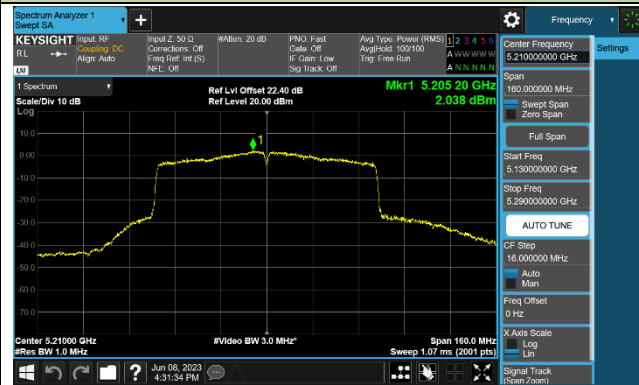 Spectrum Analyzer 1
Swept SA
+
Frequency
KEYSIGHT
RL
LXI
Input: RF
Coupling: DC
Align: Auto
Input Z: 50 Ω
Corrections: Off
Freq Ref: Int (S)
NFE: Off
#Atten: 20 dB
PNO: Fast
Gate: Off
IF Gain: Low
Sig Track: Off
Avg Type: Power (RMS)
Avg|Hold: 100/100
Trig: Free Run
1 2 3 4 5 6
A W W W W W
A N N N N N
1 Spectrum
Scale/Div 10 dB
Log
Ref Lvl Offset 22.40 dB
Ref Level 20.00 dBm
Mkr1 5.205 20 GHz
2.038 dBm
10.0
0.00
-10.0
-20.0
-30.0
-40.0
-50.0
-60.0
-70.0
1
Center 5.21000 GHz
#Res BW 1.0 MHz
#Video BW 3.0 MHz*
Span 160.0 MHz
Sweep 1.07 ms (2001 pts)
Center Frequency
5.210000000 GHz
Settings
Span
160.000000 MHz
Swept Span
Zero Span
Full Span
Start Freq
5.130000000 GHz
Stop Freq
5.290000000 GHz
AUTO TUNE
CF Step
16.000000 MHz
Auto
Man
Freq Offset
0 Hz
X Axis Scale
Log
Lin
Signal Track
(Span Zoom)
?
Jun 08, 2023
4:31:34 PM